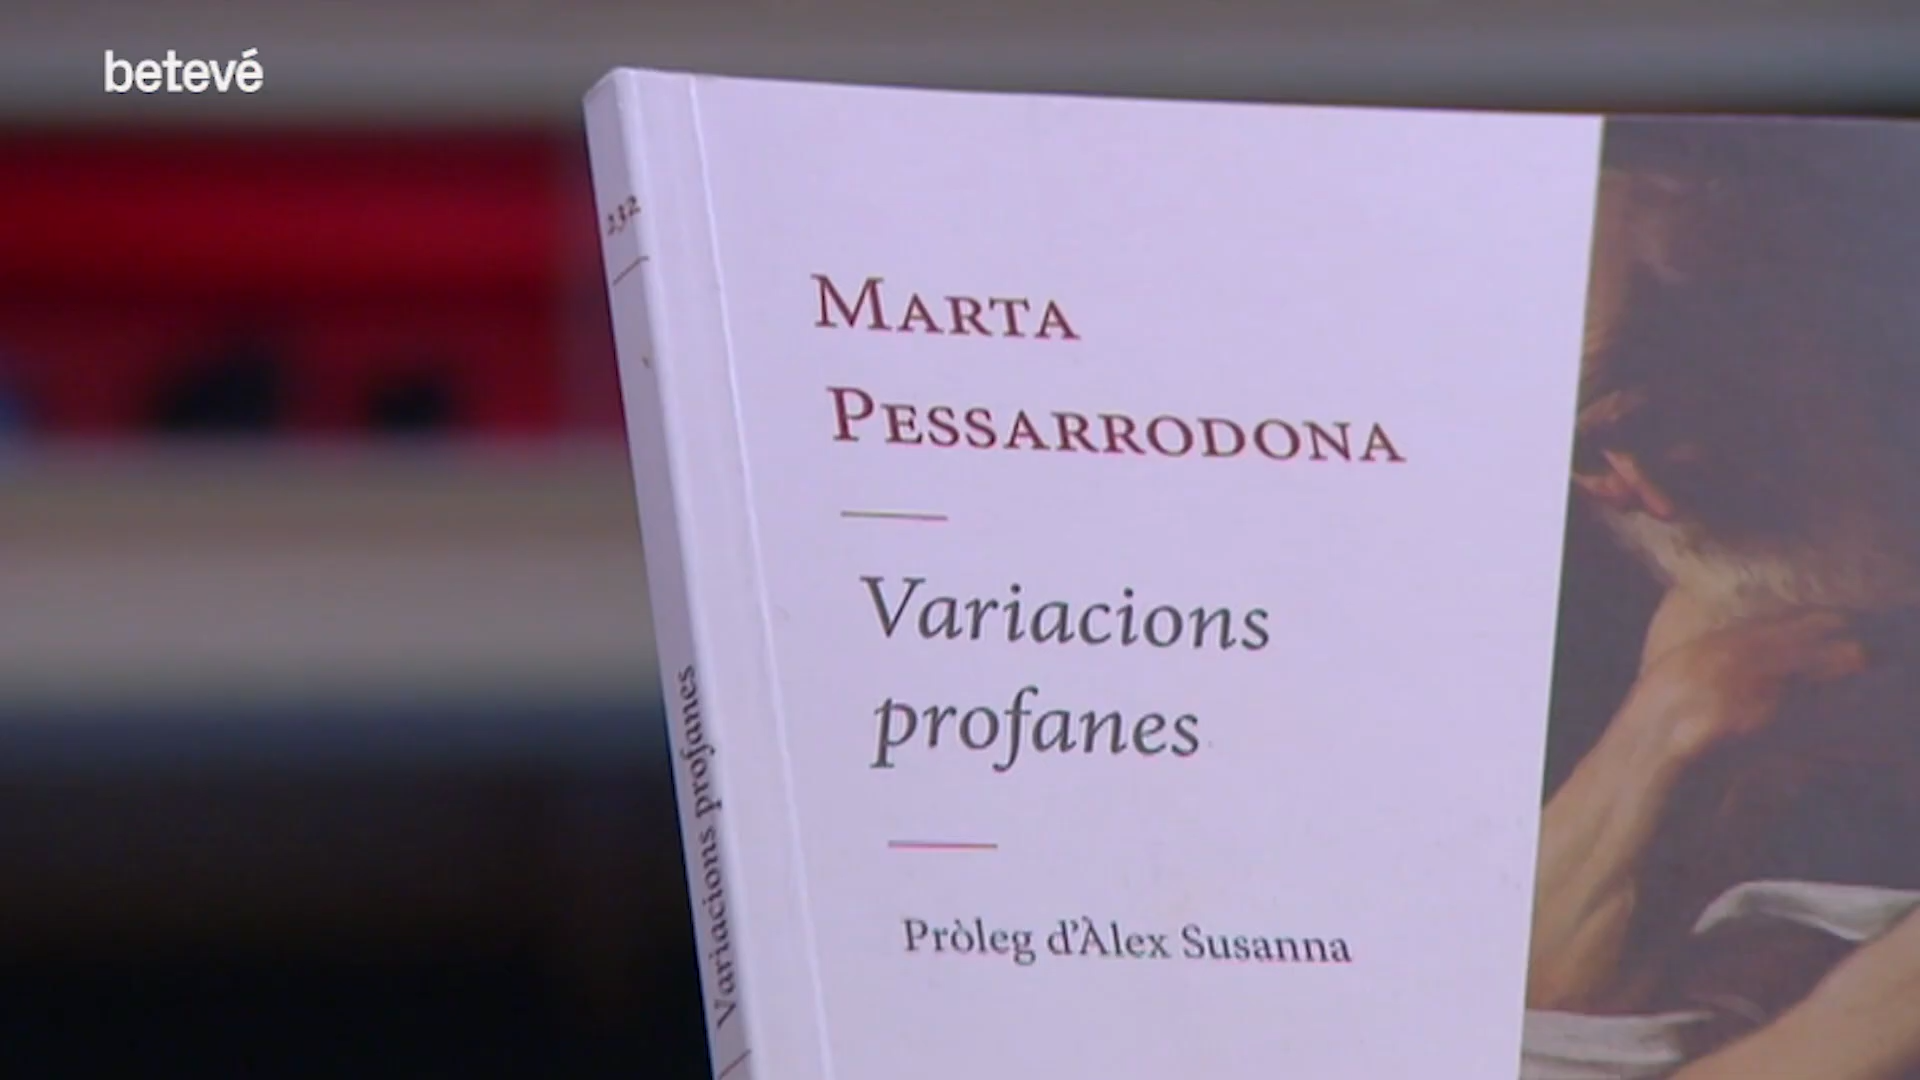 betevé
232
MARTA
PESSARRODONA
Variacions
profanes
Pròleg d'Àlex Susanna
Variacions profanes